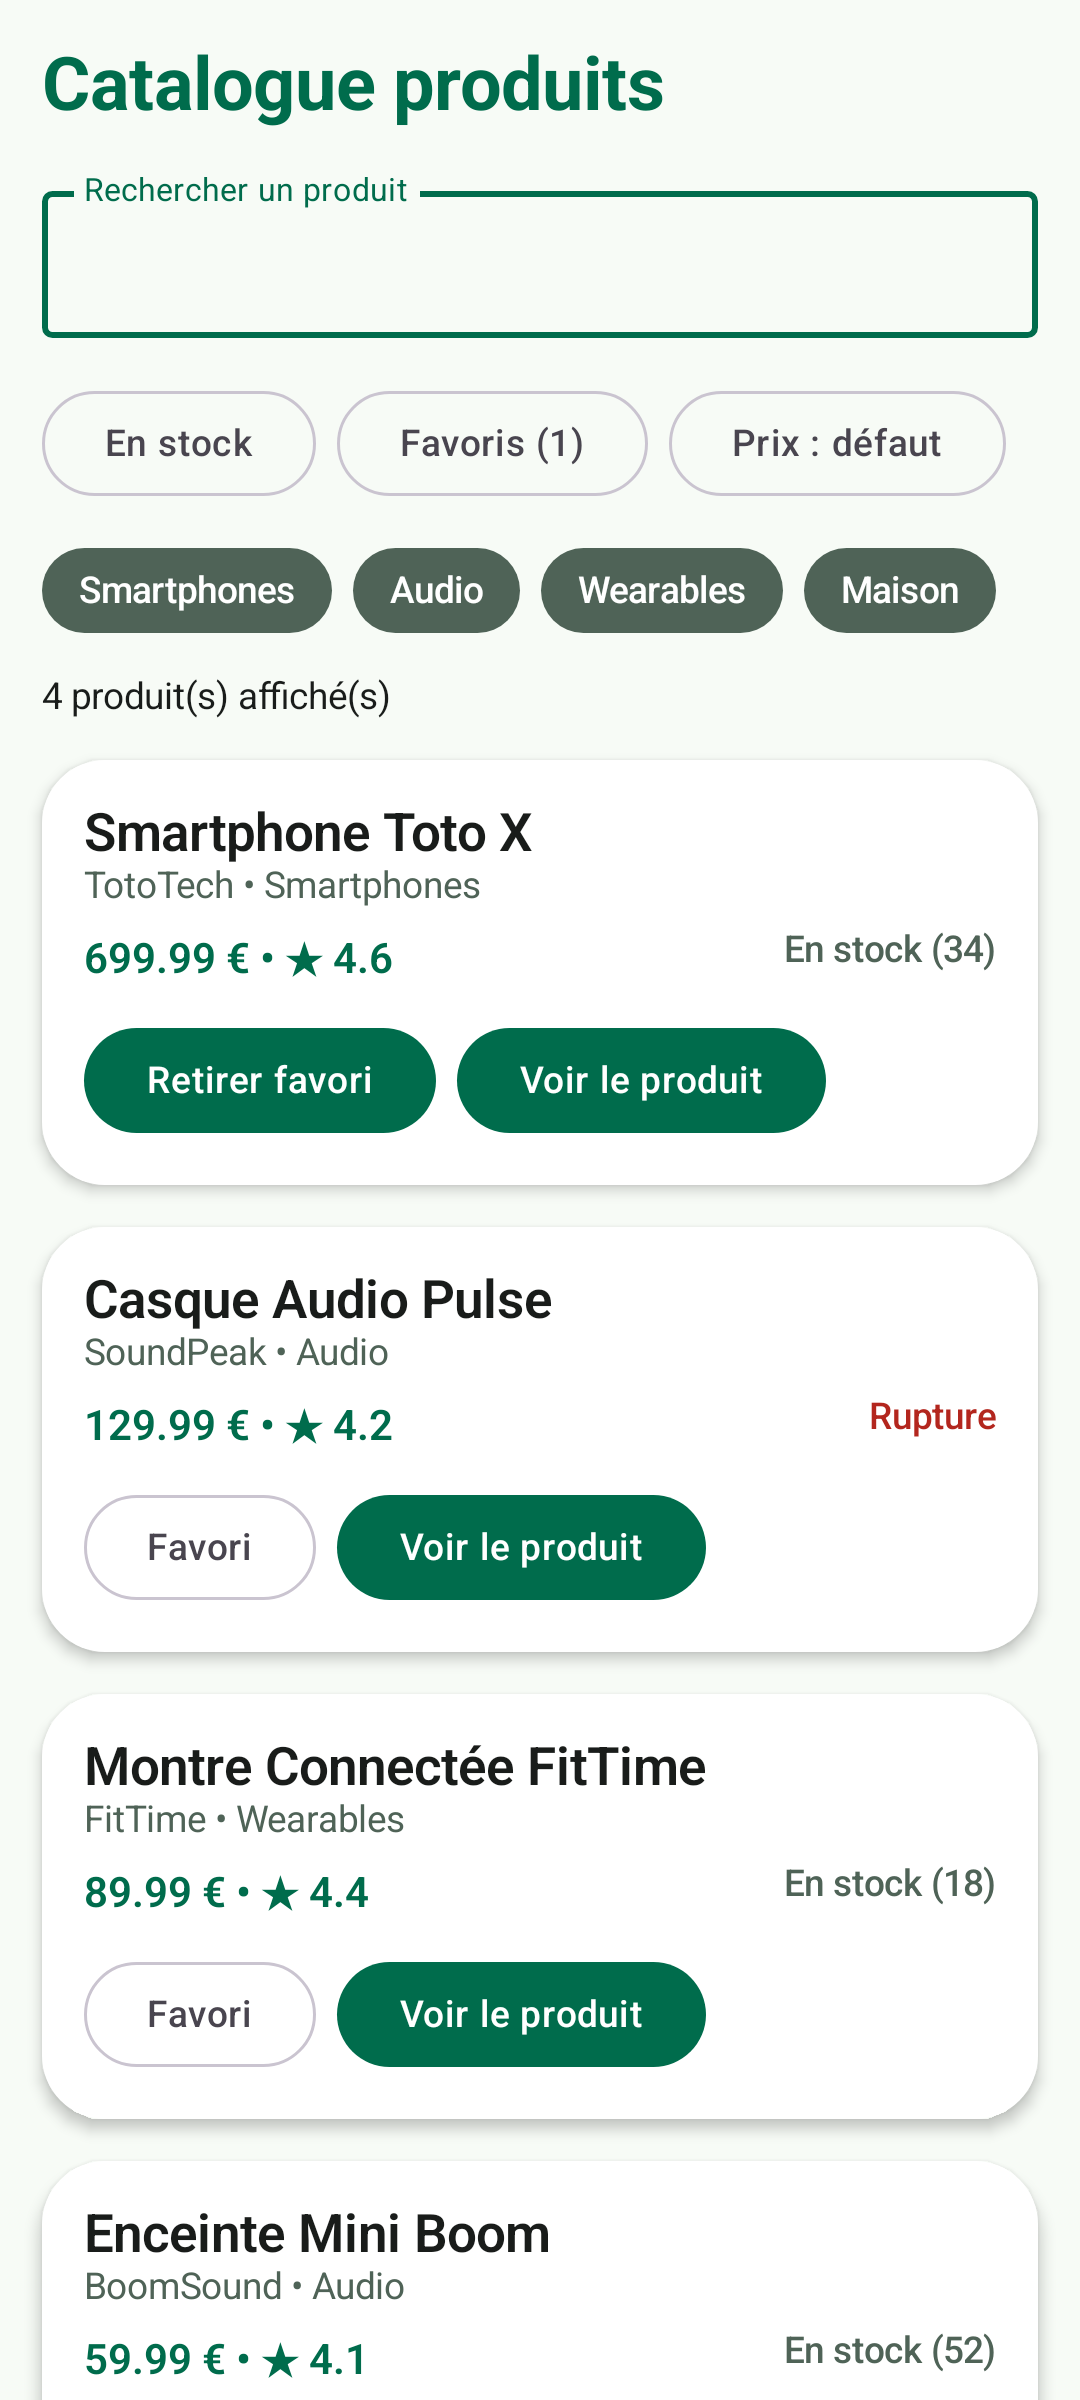 Catalogue produits
Rechercher un produit
En stock
Favoris (1)
Prix : défaut
Smartphones
Audio
Wearables
Maison
4 produit(s) affiché(s)
Smartphone Toto X
TotoTech • Smartphones
699.99 € • ★ 4.6
En stock (34)
Retirer favori
Voir le produit
Casque Audio Pulse
SoundPeak • Audio
129.99 € • ★ 4.2
Rupture
Favori
Voir le produit
Montre Connectée FitTime
FitTime • Wearables
89.99 € • ★ 4.4
En stock (18)
Favori
Voir le produit
Enceinte Mini Boom
BoomSound • Audio
59.99 € • ★ 4.1
En stock (52)